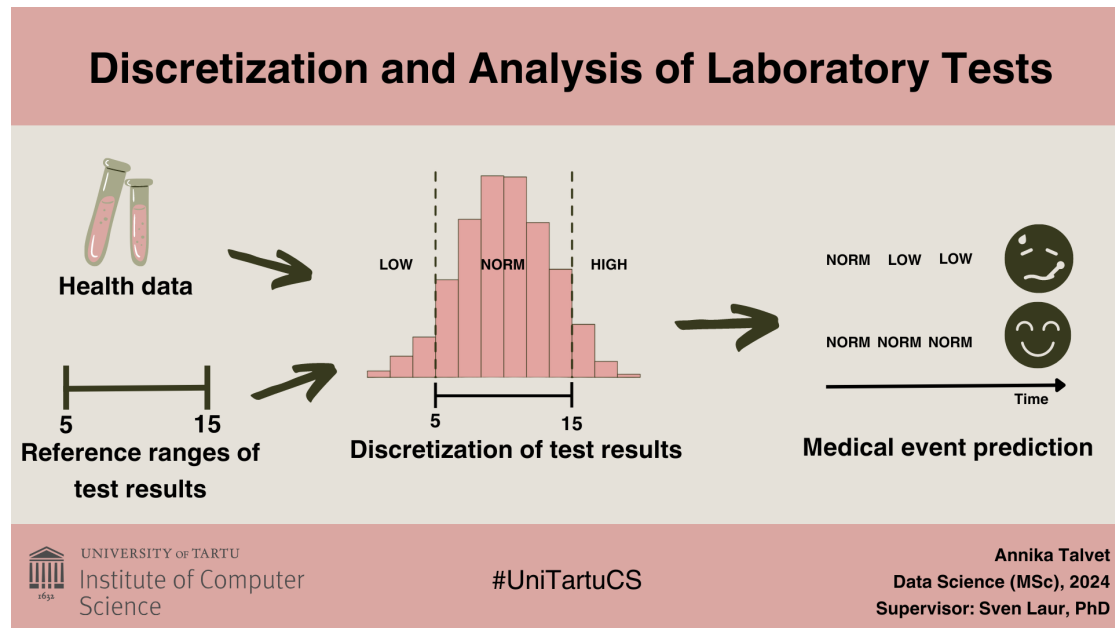 Discretization and Analysis of Laboratory Tests
Health data
5 15
Reference ranges of
test results
LOW NORM HIGH
5 15
Discretization of test results
NORM LOW LOW
NORM NORM NORM
Time
Medical event prediction
UNIVERSITY OF TARTU
Institute of Computer
Science
1632
#UniTartuCS
Annika Talvet
Data Science (MSc), 2024
Supervisor: Sven Laur, PhD